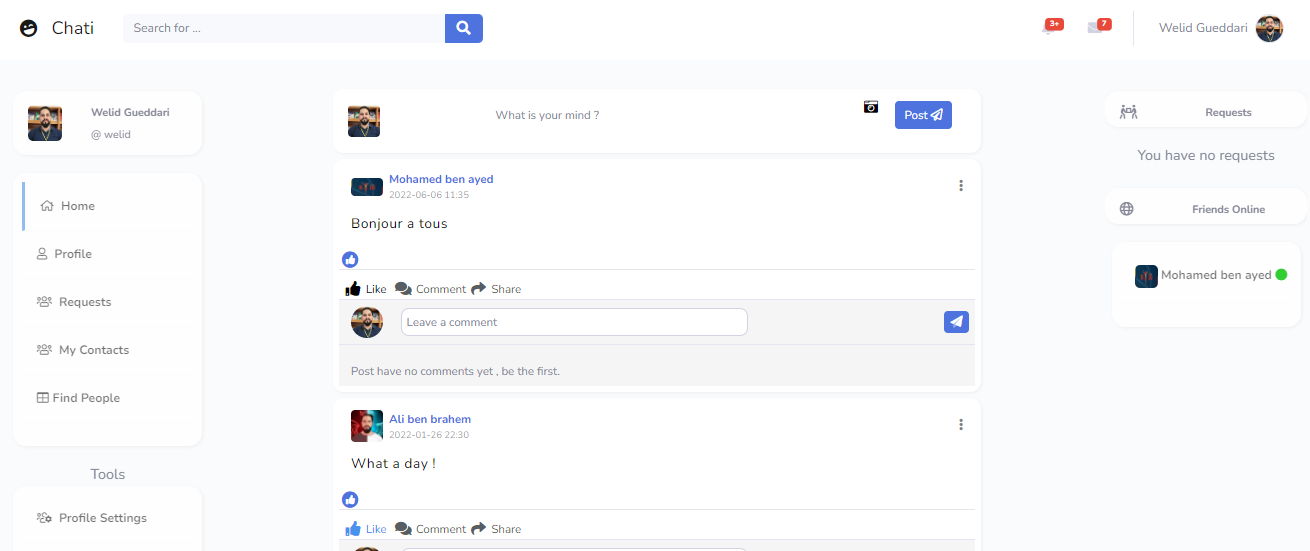 Chati
Search for ...
3+
7
Welid Gueddari
Welid Gueddari
@ welid
Home
Profile
Requests
My Contacts
Find People
Tools
Profile Settings
What is your mind ?
Post
Mohamed ben ayed
2022-06-06 11:35
Bonjour a tous
Like Comment Share
Leave a comment
Post have no comments yet , be the first.
Ali ben brahem
2022-01-26 22:30
What a day !
Like Comment Share
Requests
You have no requests
Friends Online
Mohamed ben ayed